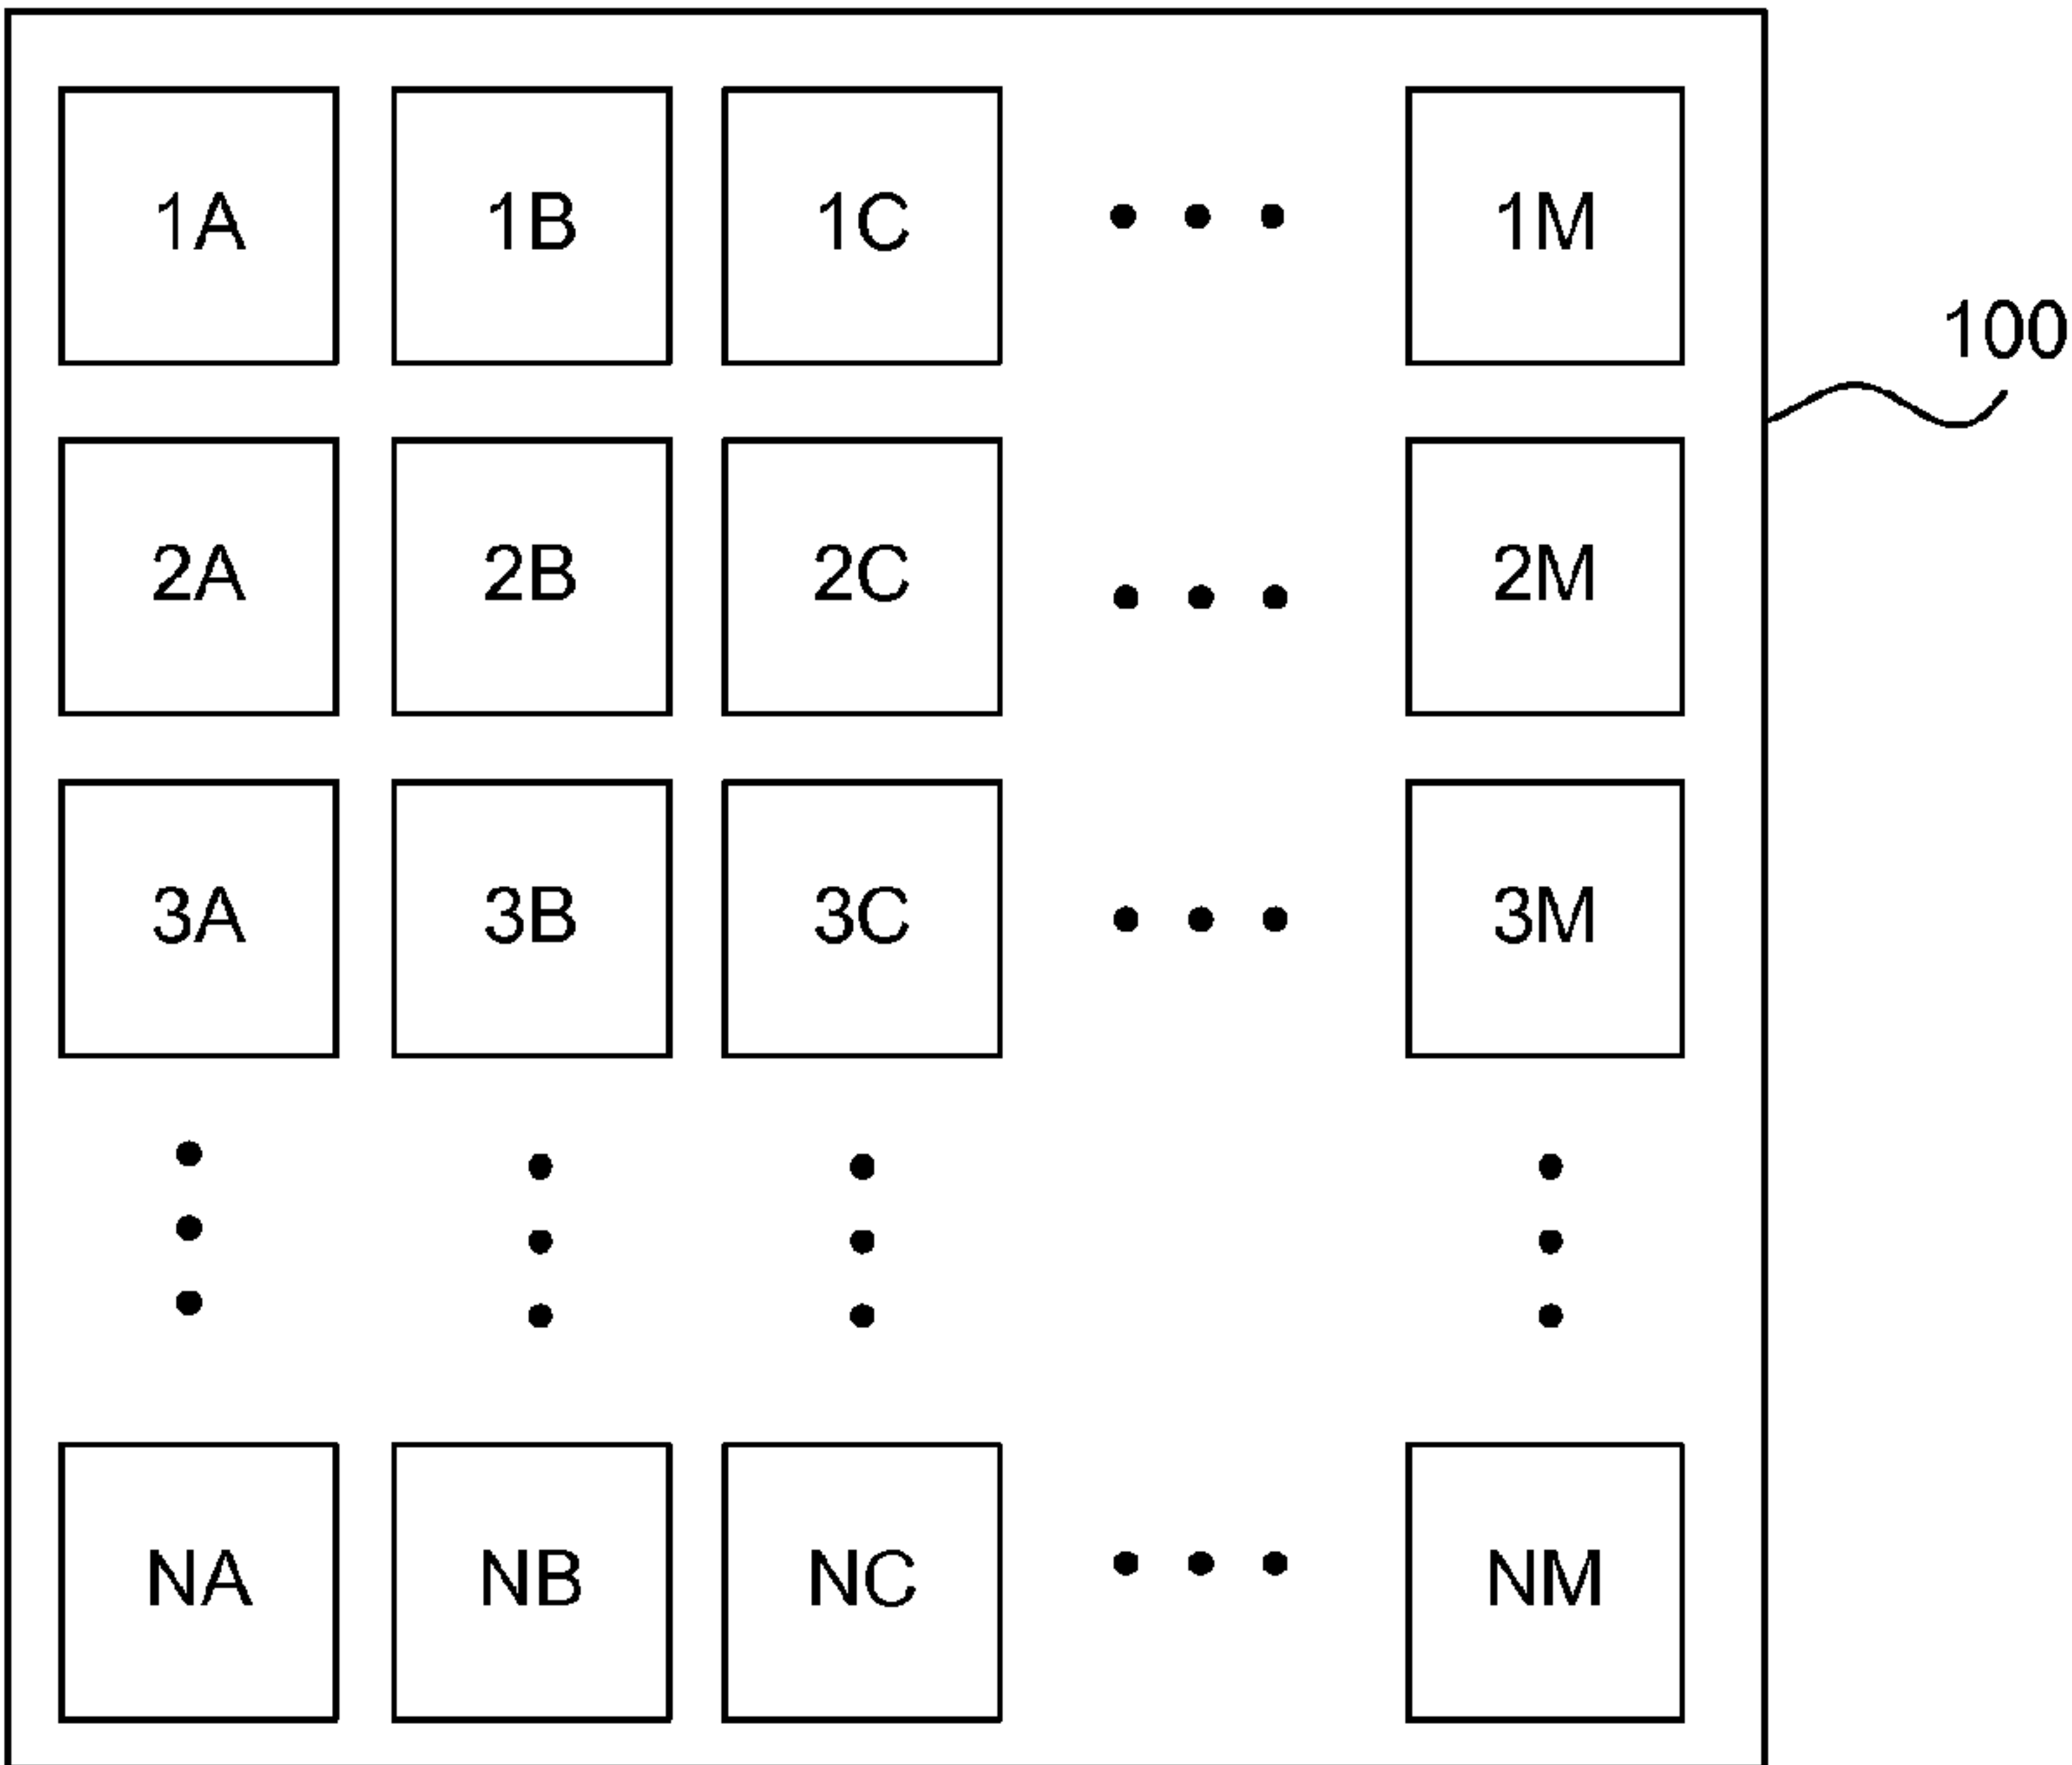 1A 1B 1C • • • 1M
100
2A 2B 2C • • • 2M
3A 3B 3C • • • 3M
NA NB NC • • • NM